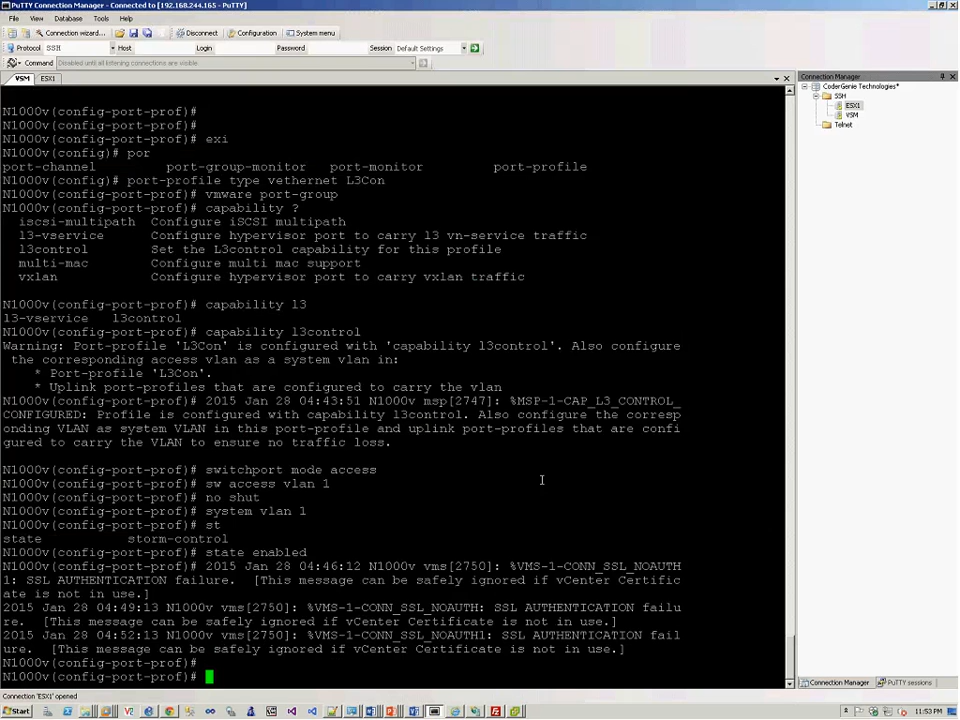 PuTTY Connection Manager - Connected to [192.168.244.165 - PuTTY]
File View Database Tools Help
Connection wizard... Disconnect Configuration System menu
Protocol SSH Host Login Password Session Default Settings
Command Disabled until all listening connections are visible
VSM ESX1
N1000v(config-port-prof)#
N1000v(config-port-prof)#
N1000v(config-port-prof)# exi
N1000v(config)# por
port-channel port-group-monitor port-monitor port-profile
N1000v(config)# port-profile type vethernet L3Con
N1000v(config-port-prof)# vmware port-group
N1000v(config-port-prof)# capability ?
iscsi-multipath Configure iSCSI multipath
l3-vservice Configure hypervisor port to carry l3 vn-service traffic
l3control Set the L3control capability for this profile
multi-mac Configure multi mac support
vxlan Configure hypervisor port to carry vxlan traffic
N1000v(config-port-prof)# capability l3
l3-vservice l3control
N1000v(config-port-prof)# capability l3control
Warning: Port-profile 'L3Con' is configured with 'capability l3control'. Also configure
the corresponding access vlan as a system vlan in:
* Port-profile 'L3Con'.
* Uplink port-profiles that are configured to carry the vlan
N1000v(config-port-prof)# 2015 Jan 28 04:43:51 N1000v msp[2747]: %MSP-1-CAP_L3_CONTROL_
CONFIGURED: Profile is configured with capability l3control. Also configure the corresp
onding VLAN as system VLAN in this port-profile and uplink port-profiles that are confi
gured to carry the VLAN to ensure no traffic loss.
N1000v(config-port-prof)# switchport mode access
N1000v(config-port-prof)# sw access vlan 1
N1000v(config-port-prof)# no shut
N1000v(config-port-prof)# system vlan 1
N1000v(config-port-prof)# st
state storm-control
N1000v(config-port-prof)# state enabled
N1000v(config-port-prof)# 2015 Jan 28 04:46:12 N1000v vms[2750]: %VMS-1-CONN_SSL_NOAUTH
1: SSL AUTHENTICATION failure. [This message can be safely ignored if vCenter Certific
ate is not in use.]
2015 Jan 28 04:49:13 N1000v vms[2750]: %VMS-1-CONN_SSL_NOAUTH: SSL AUTHENTICATION failu
re. [This message can be safely ignored if vCenter Certificate is not in use.]
2015 Jan 28 04:52:13 N1000v vms[2750]: %VMS-1-CONN_SSL_NOAUTH1: SSL AUTHENTICATION fail
ure. [This message can be safely ignored if vCenter Certificate is not in use.]
N1000v(config-port-prof)#
N1000v(config-port-prof)#
Connection Manager
CoderGenie Technologies*
SSH
ESX1
VSM
Telnet
Connection Manager PuTTY sessions
Connection 'ESX1' opened
Start 11:53 PM